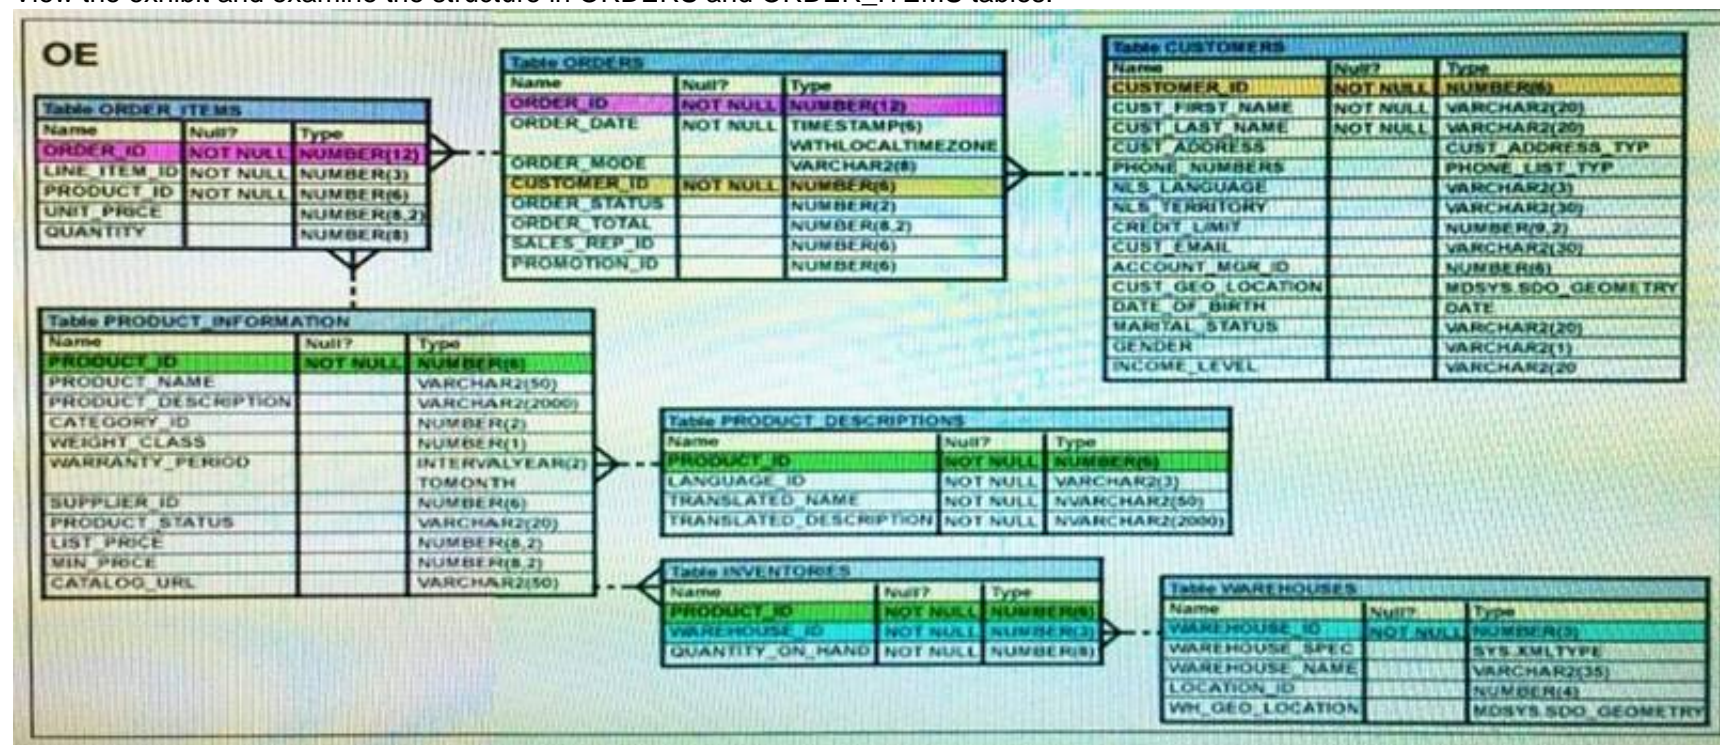 View the exhibit and examine the structure in ORDERS and ORDER_ITEMS tables.
OE
Table ORDER_ITEMS
Name Null? Type
ORDER_ID NOT NULL NUMBER(12)
LINE_ITEM_ID NOT NULL NUMBER(3)
PRODUCT_ID NOT NULL NUMBER(6)
UNIT_PRICE NUMBER(8,2)
QUANTITY NUMBER(8)
Table ORDERS
Name Null? Type
ORDER_ID NOT NULL NUMBER(12)
ORDER_DATE NOT NULL TIMESTAMP(6)
WITHLOCALTIMEZONE
ORDER_MODE VARCHAR2(8)
CUSTOMER_ID NOT NULL NUMBER(6)
ORDER_STATUS NUMBER(2)
ORDER_TOTAL NUMBER(8,2)
SALES_REP_ID NUMBER(6)
PROMOTION_ID NUMBER(6)
Table CUSTOMERS
Name Null? Type
CUSTOMER_ID NOT NULL NUMBER(6)
CUST_FIRST_NAME NOT NULL VARCHAR2(20)
CUST_LAST_NAME NOT NULL VARCHAR2(20)
CUST_ADDRESS CUST_ADDRESS_TYP
PHONE_NUMBERS PHONE_LIST_TYP
NLS_LANGUAGE VARCHAR2(3)
NLS_TERRITORY VARCHAR2(30)
CREDIT_LIMIT NUMBER(9,2)
CUST_EMAIL VARCHAR2(30)
ACCOUNT_MGR_ID NUMBER(6)
CUST_GEO_LOCATION MDSYS.SDO_GEOMETRY
DATE_OF_BIRTH DATE
MARITAL_STATUS VARCHAR2(20)
GENDER VARCHAR2(1)
INCOME_LEVEL VARCHAR2(20
Table PRODUCT_INFORMATION
Name Null? Type
PRODUCT_ID NOT NULL NUMBER(6)
PRODUCT_NAME VARCHAR2(50)
PRODUCT_DESCRIPTION VARCHAR2(2000)
CATEGORY_ID NUMBER(2)
WEIGHT_CLASS NUMBER(1)
WARRANTY_PERIOD INTERVALYEAR(2)
TOMONTH
SUPPLIER_ID NUMBER(6)
PRODUCT_STATUS VARCHAR2(20)
LIST_PRICE NUMBER(8,2)
MIN_PRICE NUMBER(8,2)
CATALOG_URL VARCHAR2(50)
Table PRODUCT_DESCRIPTIONS
Name Null? Type
PRODUCT_ID NOT NULL NUMBER(6)
LANGUAGE_ID NOT NULL VARCHAR2(3)
TRANSLATED_NAME NOT NULL NVARCHAR2(50)
TRANSLATED_DESCRIPTION NOT NULL NVARCHAR2(2000)
Table INVENTORIES
Name Null? Type
PRODUCT_ID NOT NULL NUMBER(6)
WAREHOUSE_ID NOT NULL NUMBER(3)
QUANTITY_ON_HAND NOT NULL NUMBER(8)
Table WAREHOUSES
Name Null? Type
WAREHOUSE_ID NOT NULL NUMBER(3)
WAREHOUSE_SPEC SYS.XMLTYPE
WAREHOUSE_NAME VARCHAR2(35)
LOCATION_ID NUMBER(4)
WH_GEO_LOCATION MDSYS.SDO_GEOMETRY